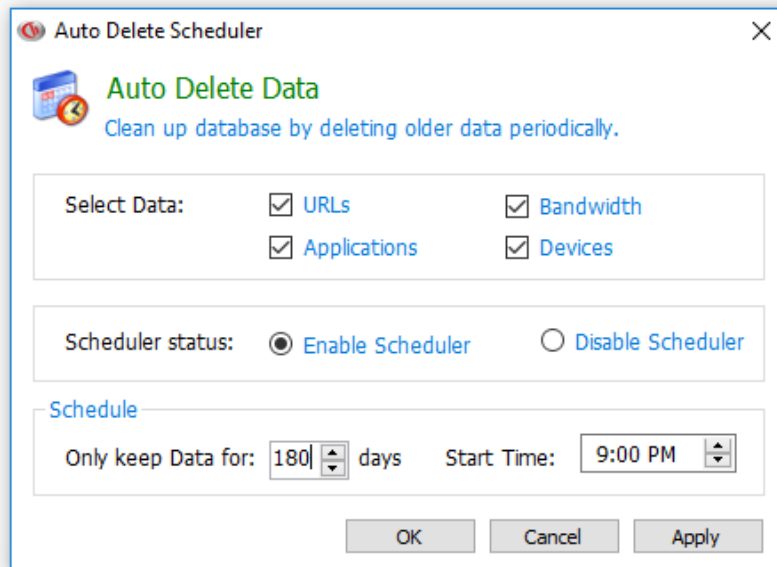 Auto Delete Scheduler
Auto Delete Data
Clean up database by deleting older data periodically.
Select Data: URLs Bandwidth
Applications Devices
Scheduler status: Enable Scheduler Disable Scheduler
Schedule
Only keep Data for: 180 days Start Time: 9:00 PM
OK Cancel Apply